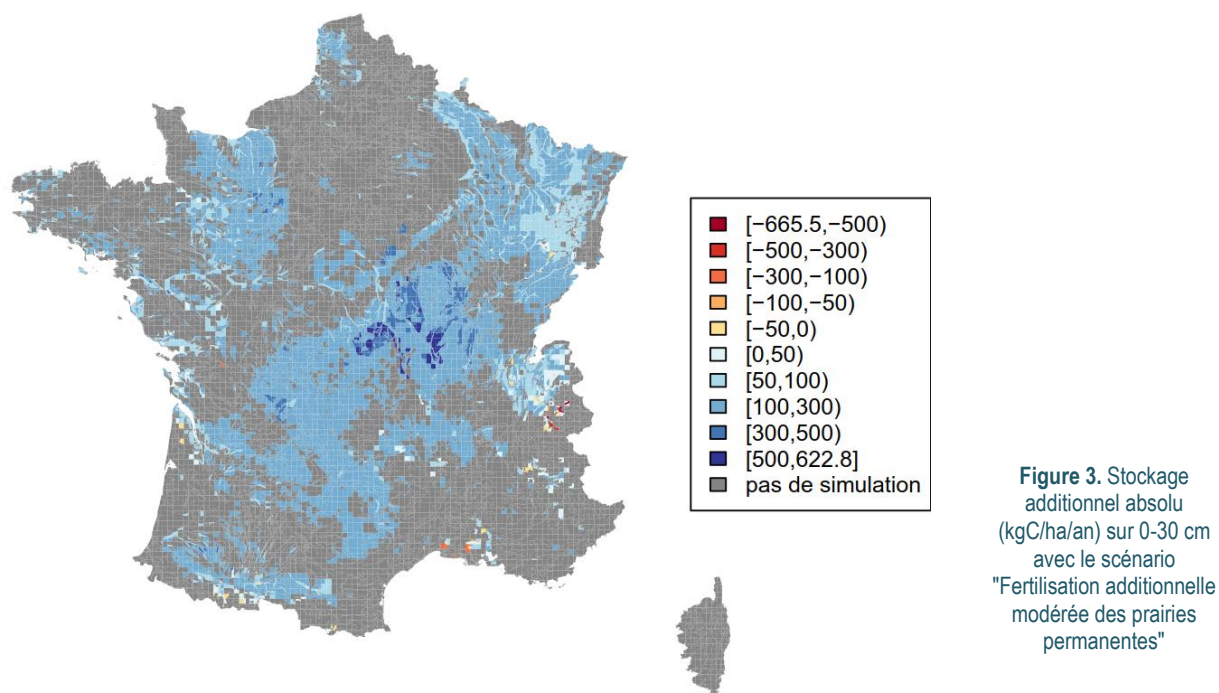 [−665.5,−500)
[−500,−300)
[−300,−100)
[−100,−50)
[−50,0)
[0,50)
[50,100)
[100,300)
[300,500)
[500,622.8]
pas de simulation
Figure 3. Stockage
additionnel absolu
(kgC/ha/an) sur 0-30 cm
avec le scénario
"Fertilisation additionnelle
modérée des prairies
permanentes"